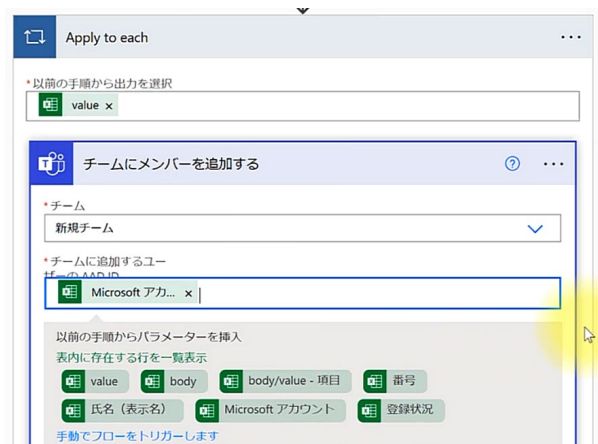 Apply to each
*以前の手順から出力を選択
value ×
チームにメンバーを追加する
*チーム
新規チーム
*チームに追加するユー
ザーの AAD ID
Microsoft アカ... ×
以前の手順からパラメーターを挿入
表内に存在する行を一覧表示
value body body/value - 項目 番号
氏名（表示名） Microsoft アカウント 登録状況
手動でフローをトリガーします